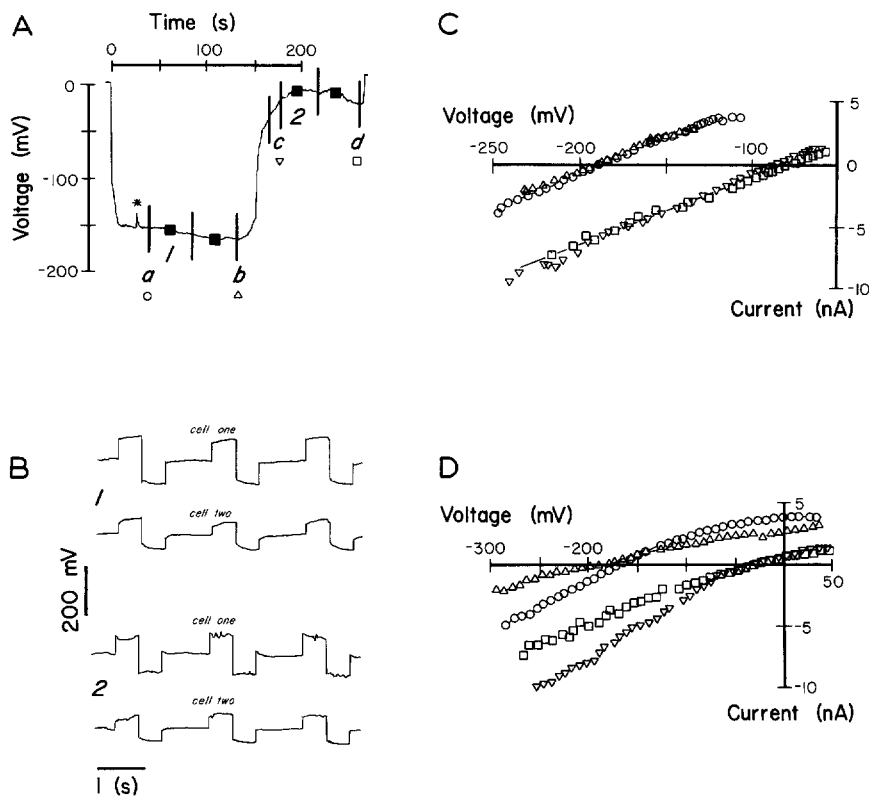 A
Time (s)
0 100 200
Voltage (mV)
0
-100
-200
*
a
1
b
2
c
d
B
cell one
1
cell two
200 mV
cell one
2
cell two
1 (s)
C
Voltage (mV)
-250 -200 -100
5
0
-5
-10
Current (nA)
D
Voltage (mV)
-300 -200 50
5
0
-5
-10
Current (nA)